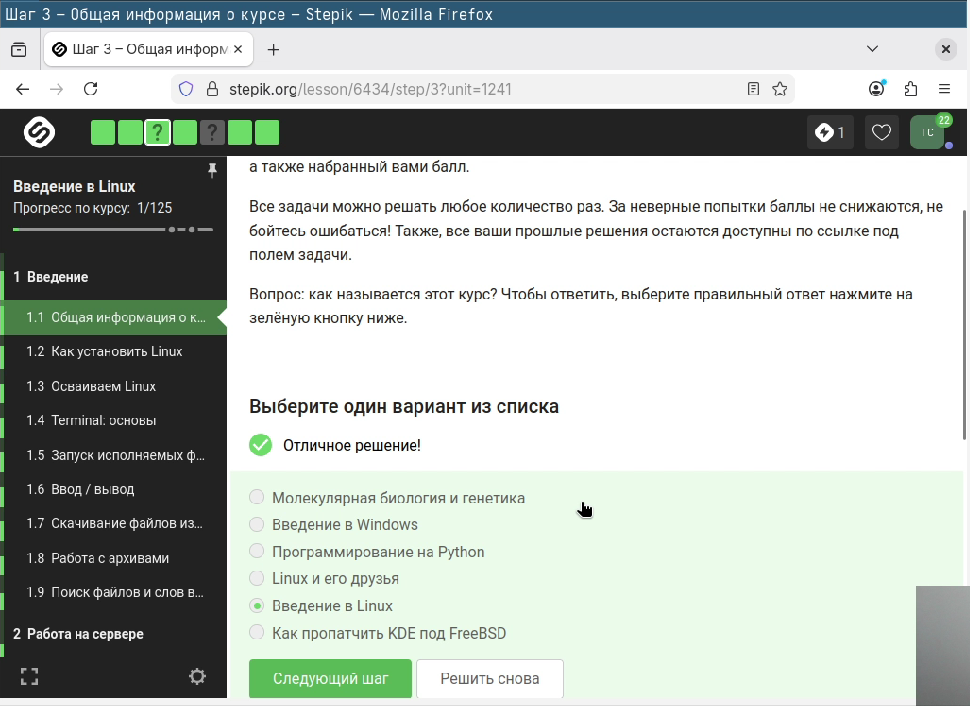 Шаг 3 – Общая информация о курсе – Stepik — Mozilla Firefox
Шаг 3 – Общая информ
stepik.org/lesson/6434/step/3?unit=1241
? ?
1
TC
22
Введение в Linux
Прогресс по курсу: 1/125
1 Введение
1.1 Общая информация о к...
1.2 Как установить Linux
1.3 Осваиваем Linux
1.4 Terminal: основы
1.5 Запуск исполняемых ф...
1.6 Ввод / вывод
1.7 Скачивание файлов из...
1.8 Работа с архивами
1.9 Поиск файлов и слов в...
2 Работа на сервере
а также набранный вами балл.
Все задачи можно решать любое количество раз. За неверные попытки баллы не снижаются, не
бойтесь ошибаться! Также, все ваши прошлые решения остаются доступны по ссылке под
полем задачи.
Вопрос: как называется этот курс? Чтобы ответить, выберите правильный ответ нажмите на
зелёную кнопку ниже.
Выберите один вариант из списка
Отличное решение!
Молекулярная биология и генетика
Введение в Windows
Программирование на Python
Linux и его друзья
Введение в Linux
Как пропатчить KDE под FreeBSD
Следующий шаг
Решить снова